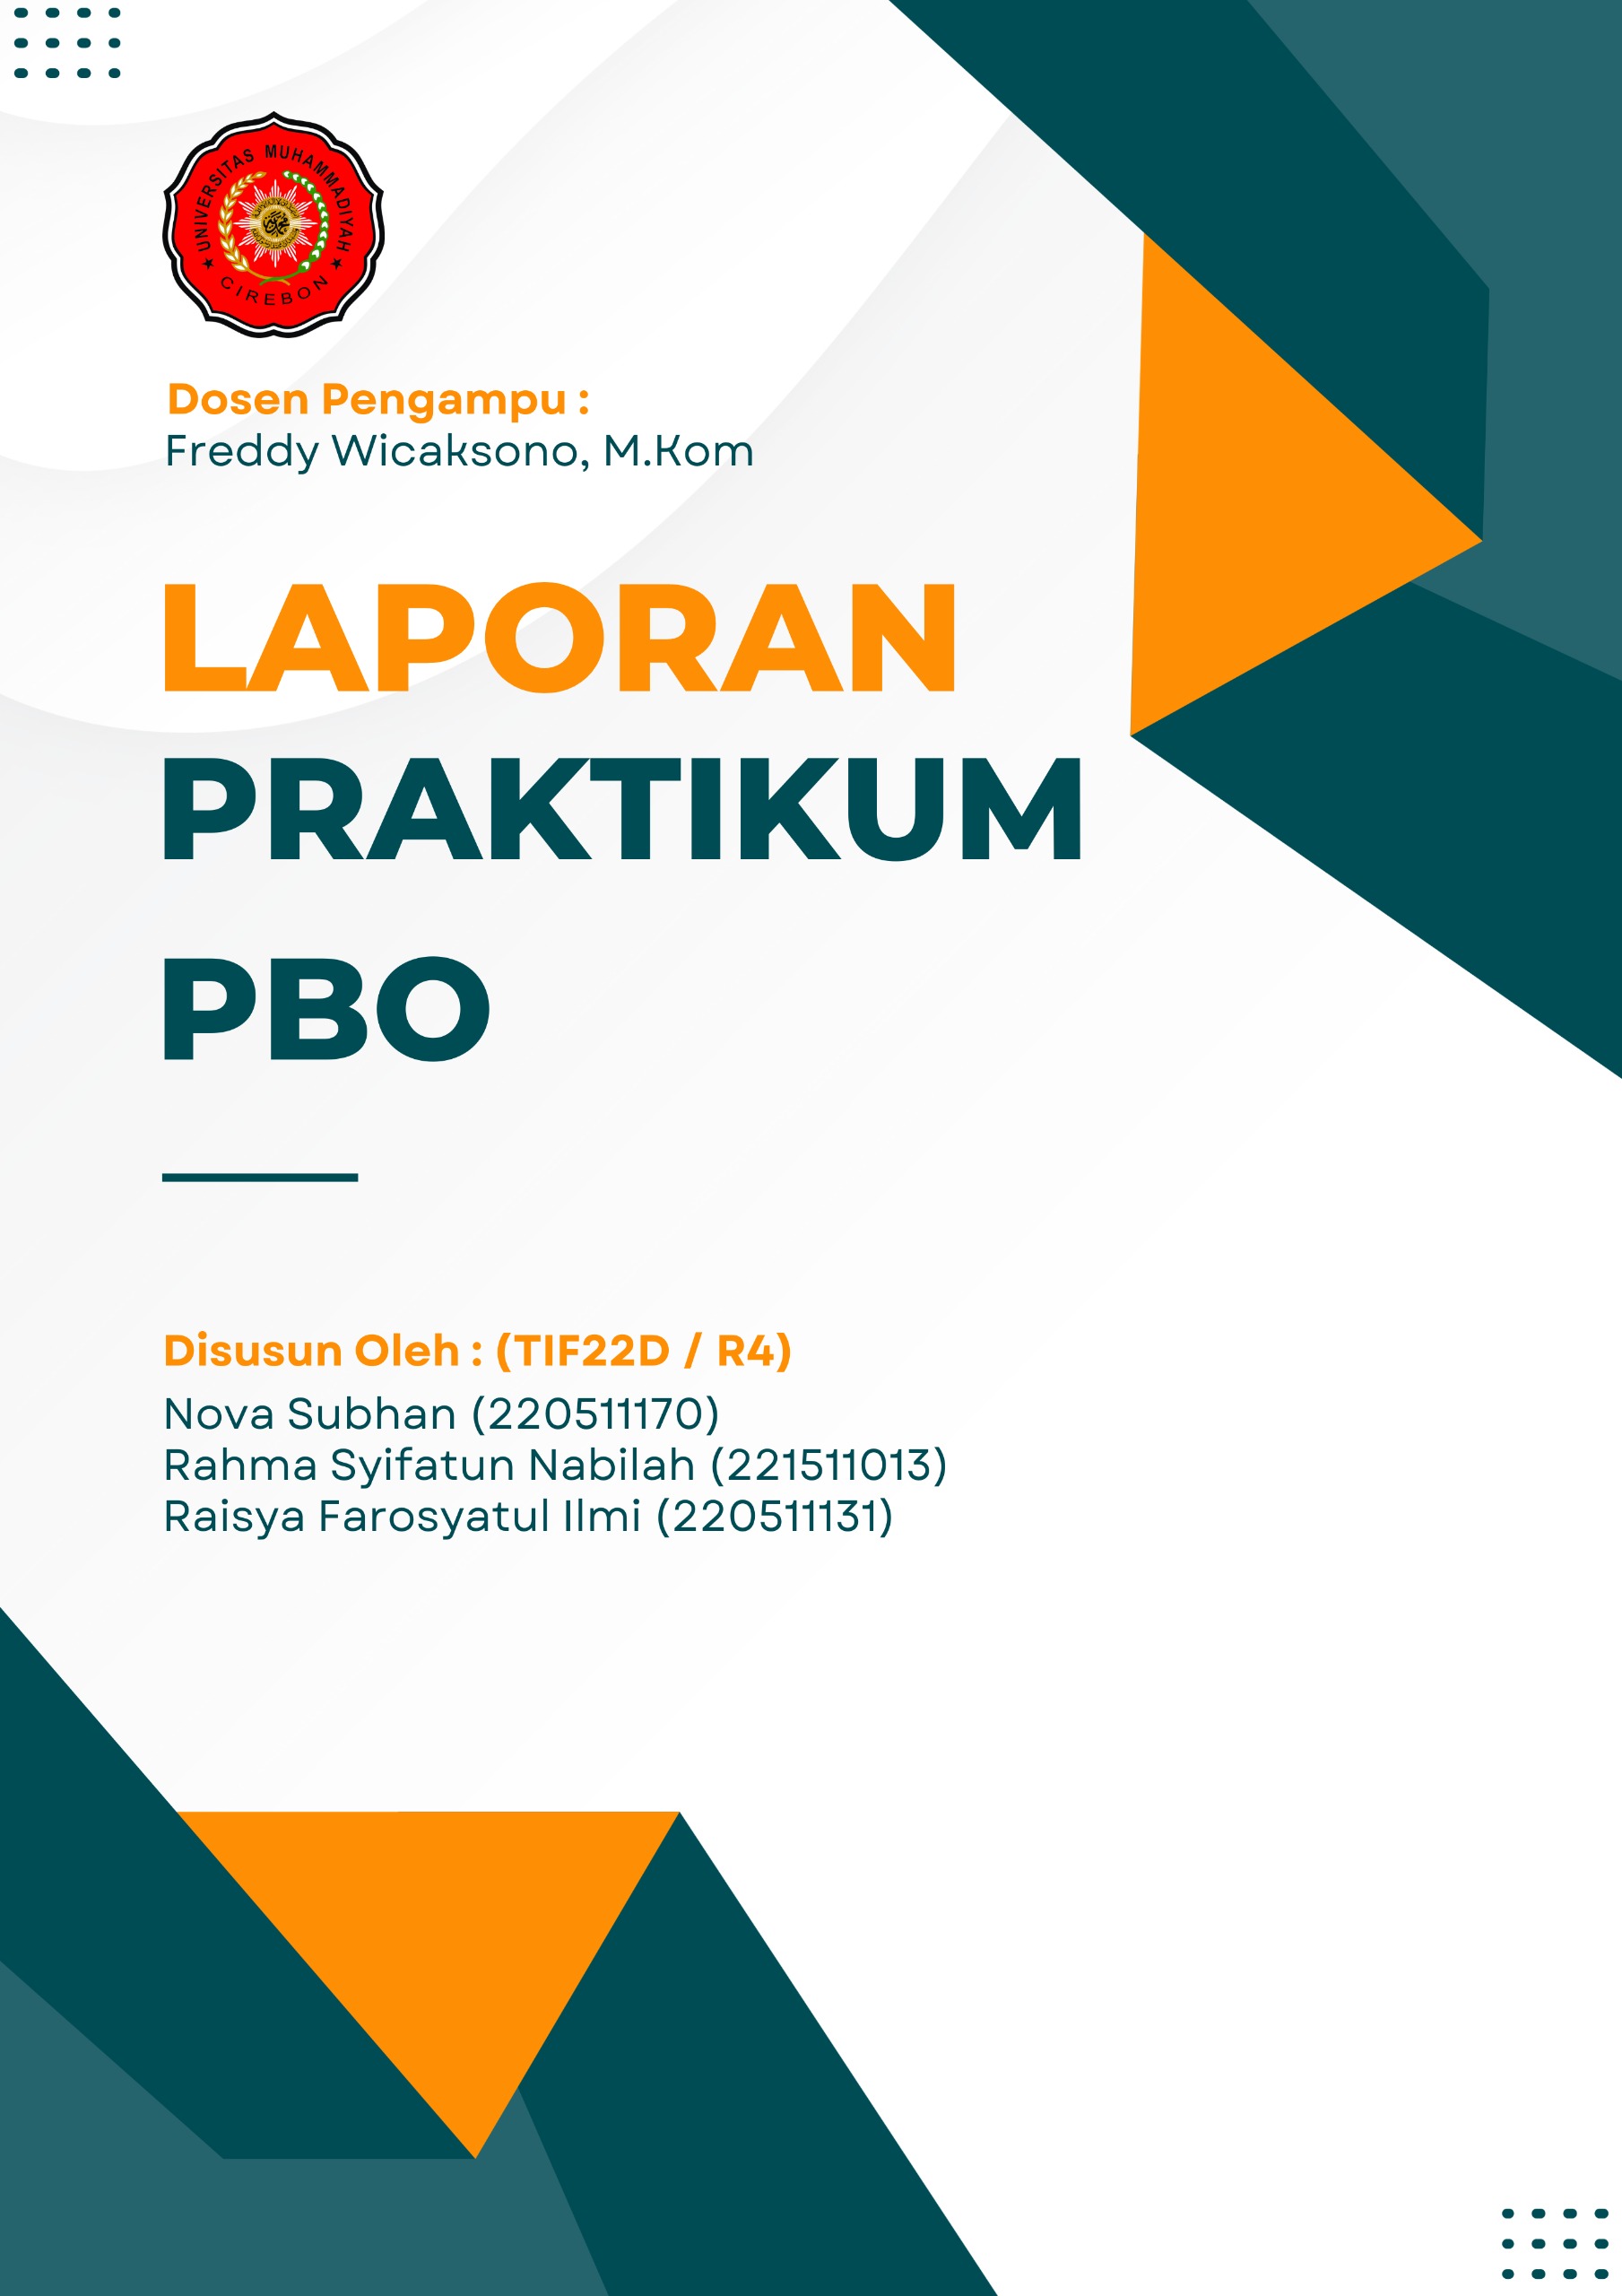 UNIVERSITAS MUHAMMADIYAH
CIREBON
Dosen Pengampu :
Freddy Wicaksono, M.Kom
LAPORAN
PRAKTIKUM
PBO
Disusun Oleh : (TIF22D / R4)
Nova Subhan (220511170)
Rahma Syifatun Nabilah (221511013)
Raisya Farosyatul Ilmi (220511131)